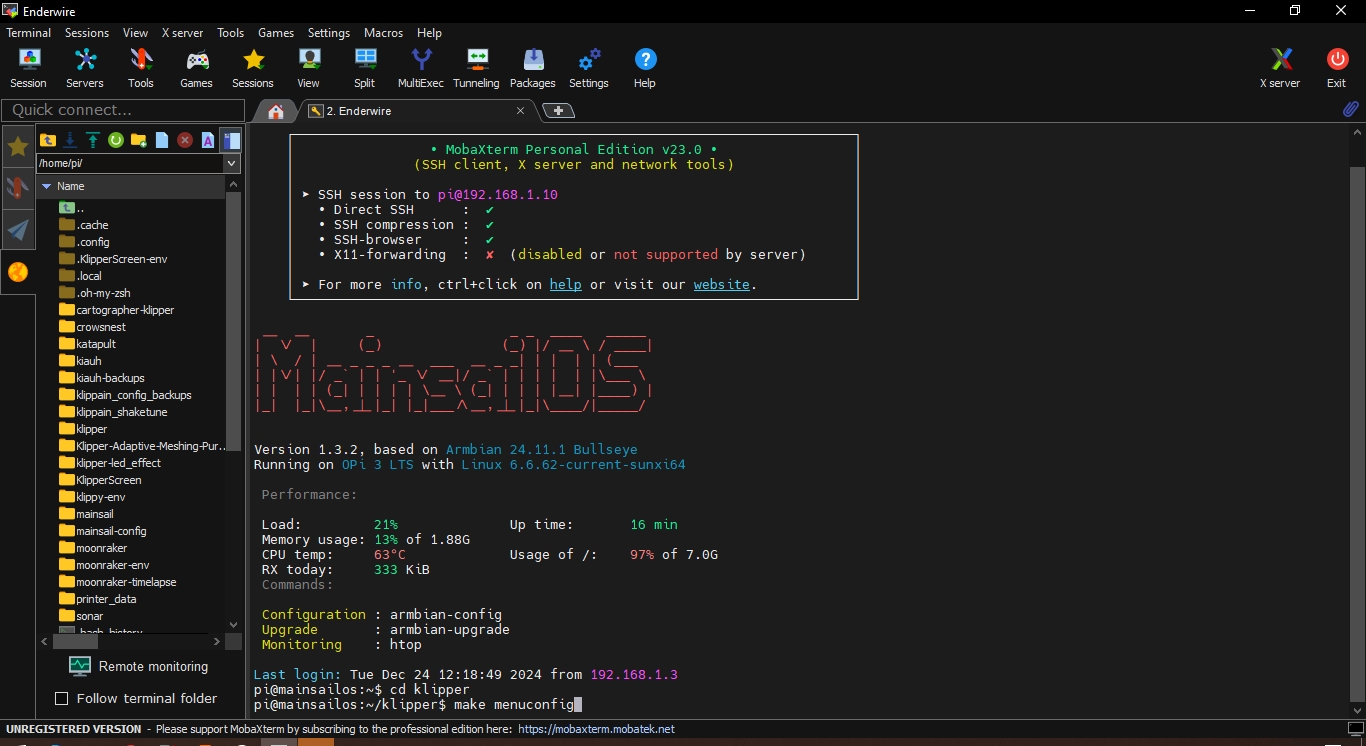 Enderwire
Terminal Sessions View X server Tools Games Settings Macros Help
Session Servers Tools Games Sessions View Split MultiExec Tunneling Packages Settings Help X server Exit
Quick connect...
2. Enderwire
/home/pi/
Name
..
.cache
.config
.KlipperScreen-env
.local
.oh-my-zsh
cartographer-klipper
crowsnest
katapult
kiauh
kiauh-backups
klippain_config_backups
klippain_shaketune
klipper
Klipper-Adaptive-Meshing-Pur..
klipper-led_effect
KlipperScreen
klippy-env
mainsail
mainsail-config
moonraker
moonraker-env
moonraker-timelapse
printer_data
sonar
.bash_history
Remote monitoring
Follow terminal folder
• MobaXterm Personal Edition v23.0 •
(SSH client, X server and network tools)
➤ SSH session to pi@192.168.1.10
• Direct SSH : ✔
• SSH compression : ✔
• SSH-browser : ✔
• X11-forwarding : ✘ (disabled or not supported by server)
➤ For more info, ctrl+click on help or visit our website.
MainsailOS
Version 1.3.2, based on Armbian 24.11.1 Bullseye
Running on OPi 3 LTS with Linux 6.6.62-current-sunxi64
Performance:
Load: 21% Up time: 16 min
Memory usage: 13% of 1.88G
CPU temp: 63°C Usage of /: 97% of 7.0G
RX today: 333 KiB
Commands:
Configuration : armbian-config
Upgrade : armbian-upgrade
Monitoring : htop
Last login: Tue Dec 24 12:18:49 2024 from 192.168.1.3
pi@mainsailos:~$ cd klipper
pi@mainsailos:~/klipper$ make menuconfig
UNREGISTERED VERSION - Please support MobaXterm by subscribing to the professional edition here: https://mobaxterm.mobatek.net